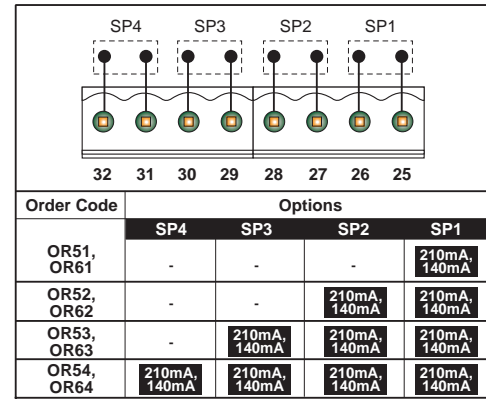 SP4 SP3 SP2 SP1
32 31 30 29 28 27 26 25
Order Code Options
SP4 SP3 SP2 SP1
OR51, OR61 - - - 210mA, 140mA
OR52, OR62 - - 210mA, 140mA 210mA, 140mA
OR53, OR63 - 210mA, 140mA 210mA, 140mA 210mA, 140mA
OR54, OR64 210mA, 140mA 210mA, 140mA 210mA, 140mA 210mA, 140mA